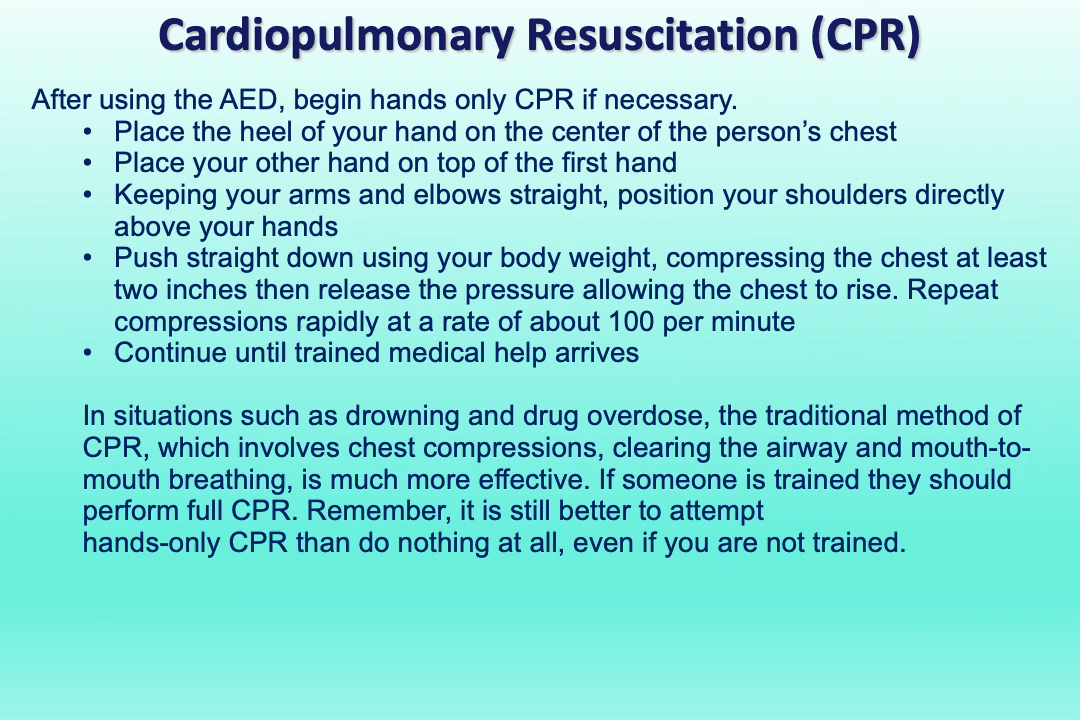 Cardiopulmonary Resuscitation (CPR)
After using the AED, begin hands only CPR if necessary.
• Place the heel of your hand on the center of the person’s chest
• Place your other hand on top of the first hand
• Keeping your arms and elbows straight, position your shoulders directly
above your hands
• Push straight down using your body weight, compressing the chest at least
two inches then release the pressure allowing the chest to rise. Repeat
compressions rapidly at a rate of about 100 per minute
• Continue until trained medical help arrives
In situations such as drowning and drug overdose, the traditional method of
CPR, which involves chest compressions, clearing the airway and mouth-to-
mouth breathing, is much more effective. If someone is trained they should
perform full CPR. Remember, it is still better to attempt
hands-only CPR than do nothing at all, even if you are not trained.